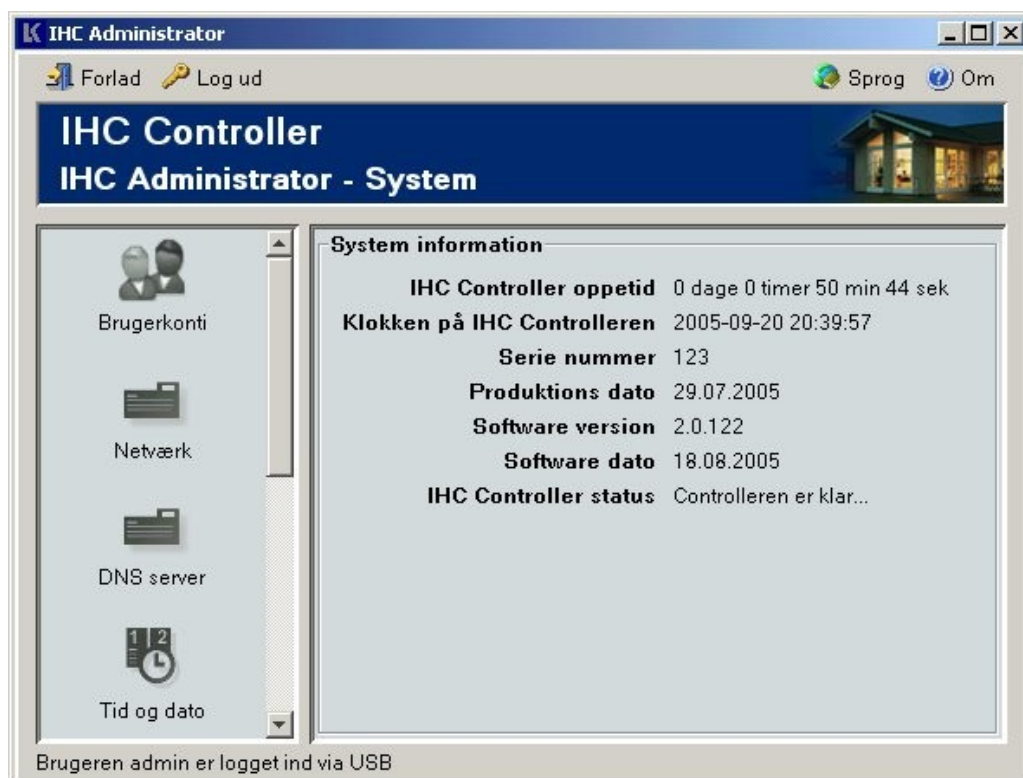 IHC Administrator
Forlad Log ud Sprog Om
IHC Controller
IHC Administrator - System
Brugerkonti
Netværk
DNS server
1 2
Tid og dato
System information
IHC Controller oppetid 0 dage 0 timer 50 min 44 sek
Klokken på IHC Controlleren 2005-09-20 20:39:57
Serie nummer 123
Produktions dato 29.07.2005
Software version 2.0.122
Software dato 18.08.2005
IHC Controller status Controlleren er klar...
Brugeren admin er logget ind via USB